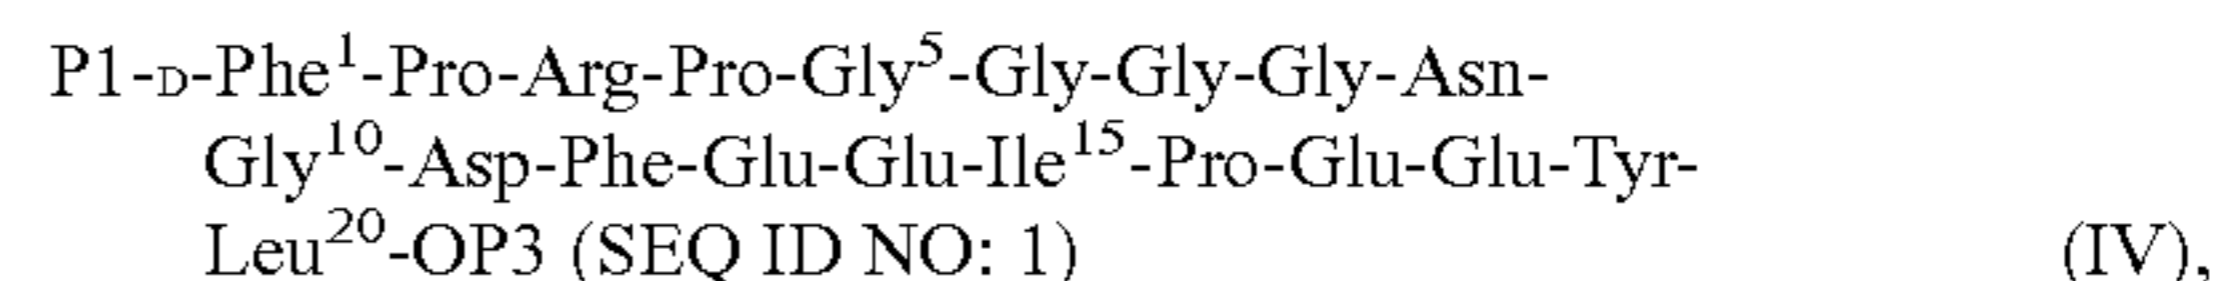 P1-D-Phe¹-Pro-Arg-Pro-Gly⁵-Gly-Gly-Gly-Asn-
Gly¹⁰-Asp-Phe-Glu-Glu-Ile¹⁵-Pro-Glu-Glu-Tyr-
Leu²⁰-OP3 (SEQ ID NO: 1) (IV),